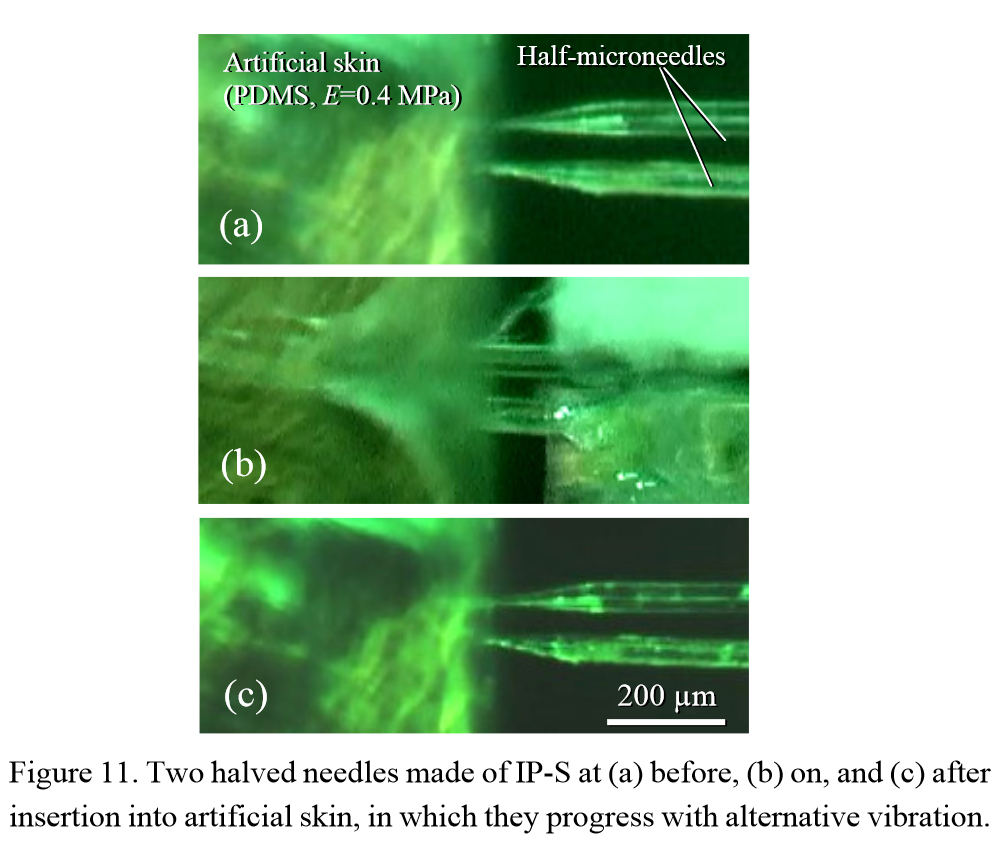 Artificial skin
(PDMS, E=0.4 MPa)
Half-microneedles
(a)
(b)
(c)
200 µm
Figure 11. Two halved needles made of IP-S at (a) before, (b) on, and (c) after
insertion into artificial skin, in which they progress with alternative vibration.